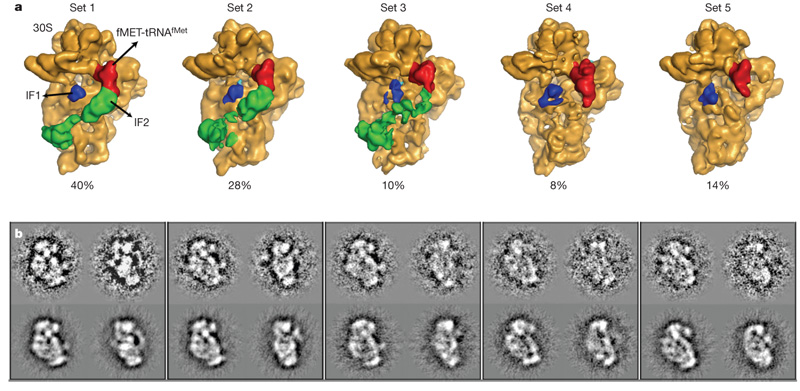 a
Set 1 Set 2 Set 3 Set 4 Set 5
30S
fMET-tRNAfMet
IF1
IF2
40% 28% 10% 8% 14%
b